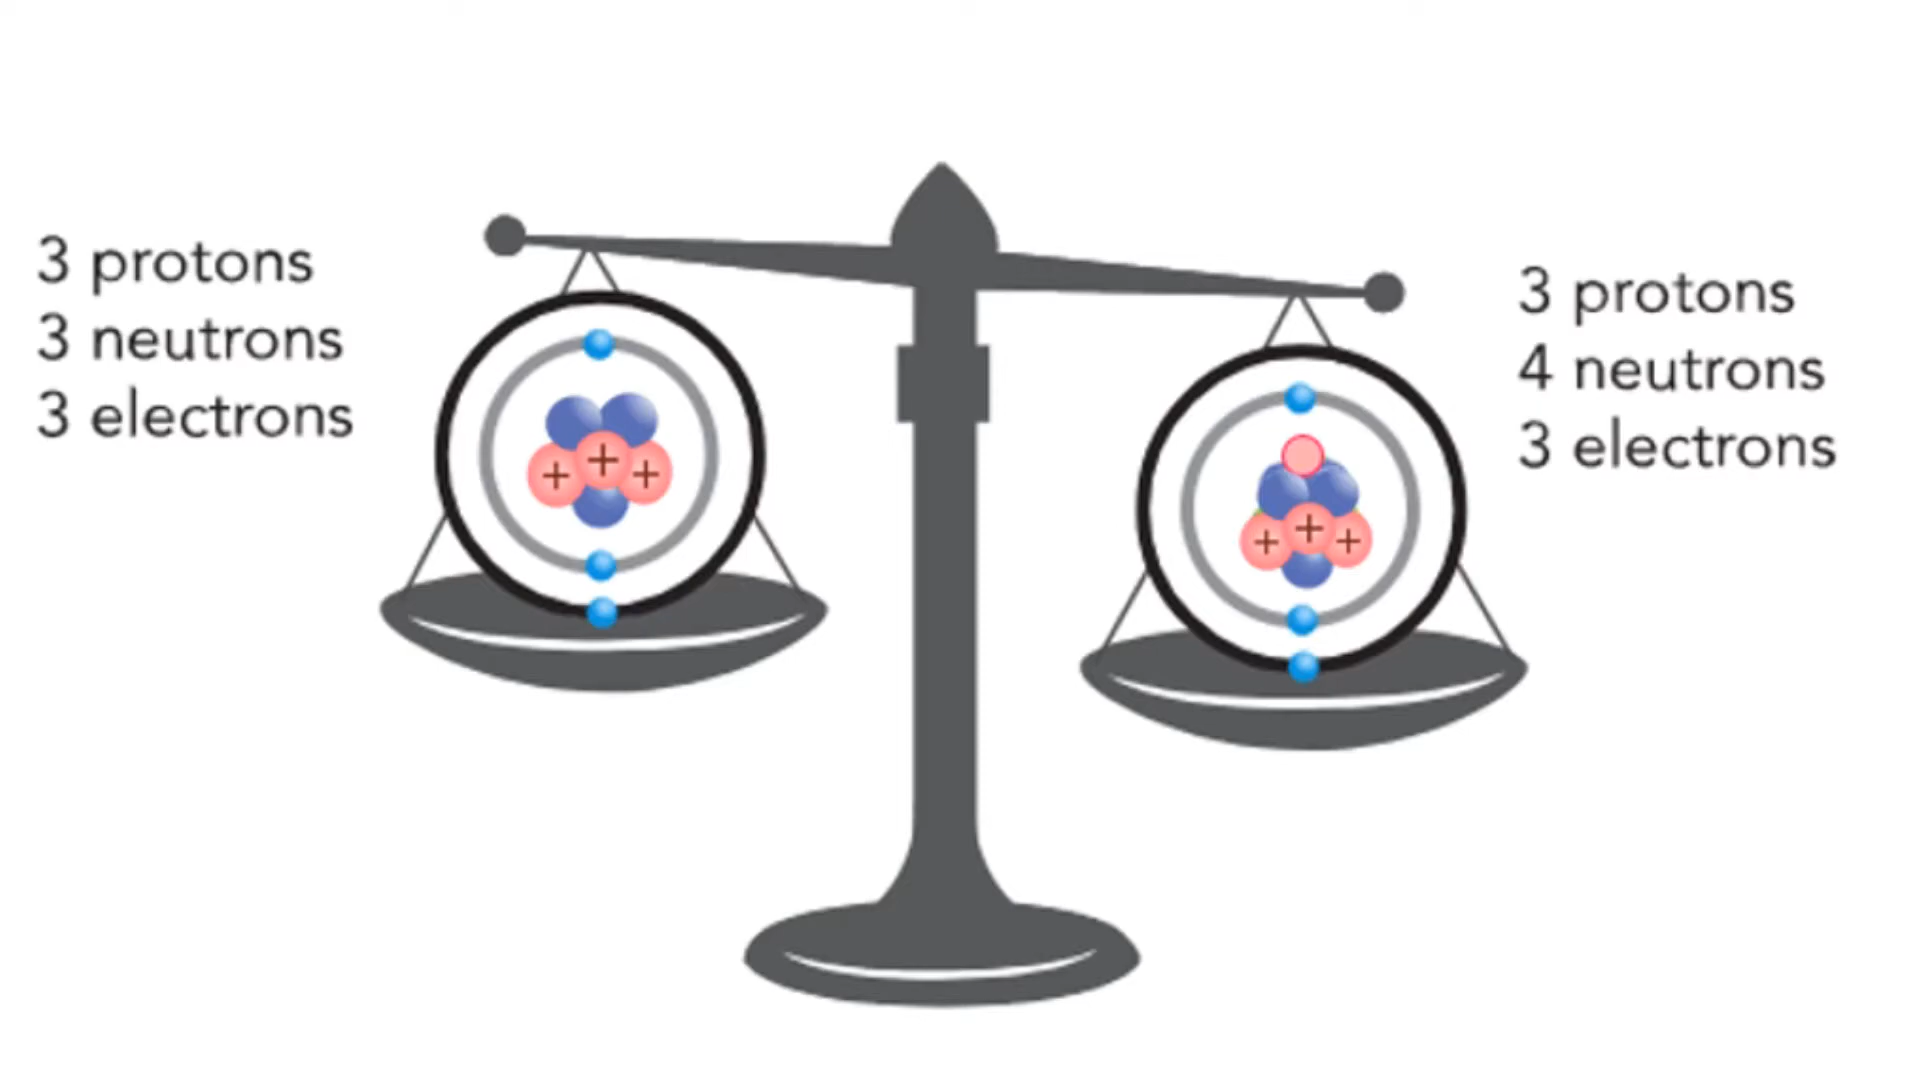 3 protons
3 neutrons
3 electrons
+ + +
3 protons
4 neutrons
3 electrons
+ + +